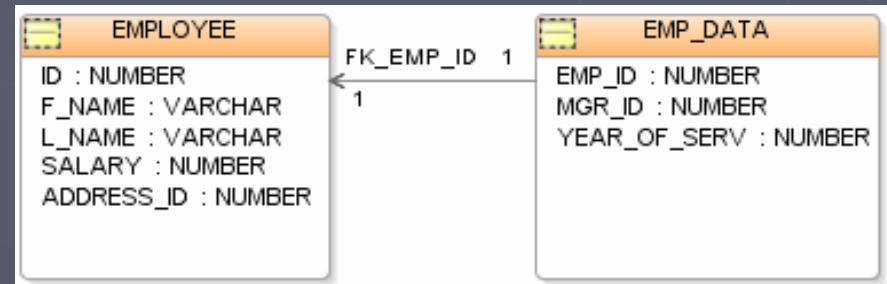 EMPLOYEE
ID : NUMBER
F_NAME : VARCHAR
L_NAME : VARCHAR
SALARY : NUMBER
ADDRESS_ID : NUMBER
FK_EMP_ID 1
1
EMP_DATA
EMP_ID : NUMBER
MGR_ID : NUMBER
YEAR_OF_SERV : NUMBER